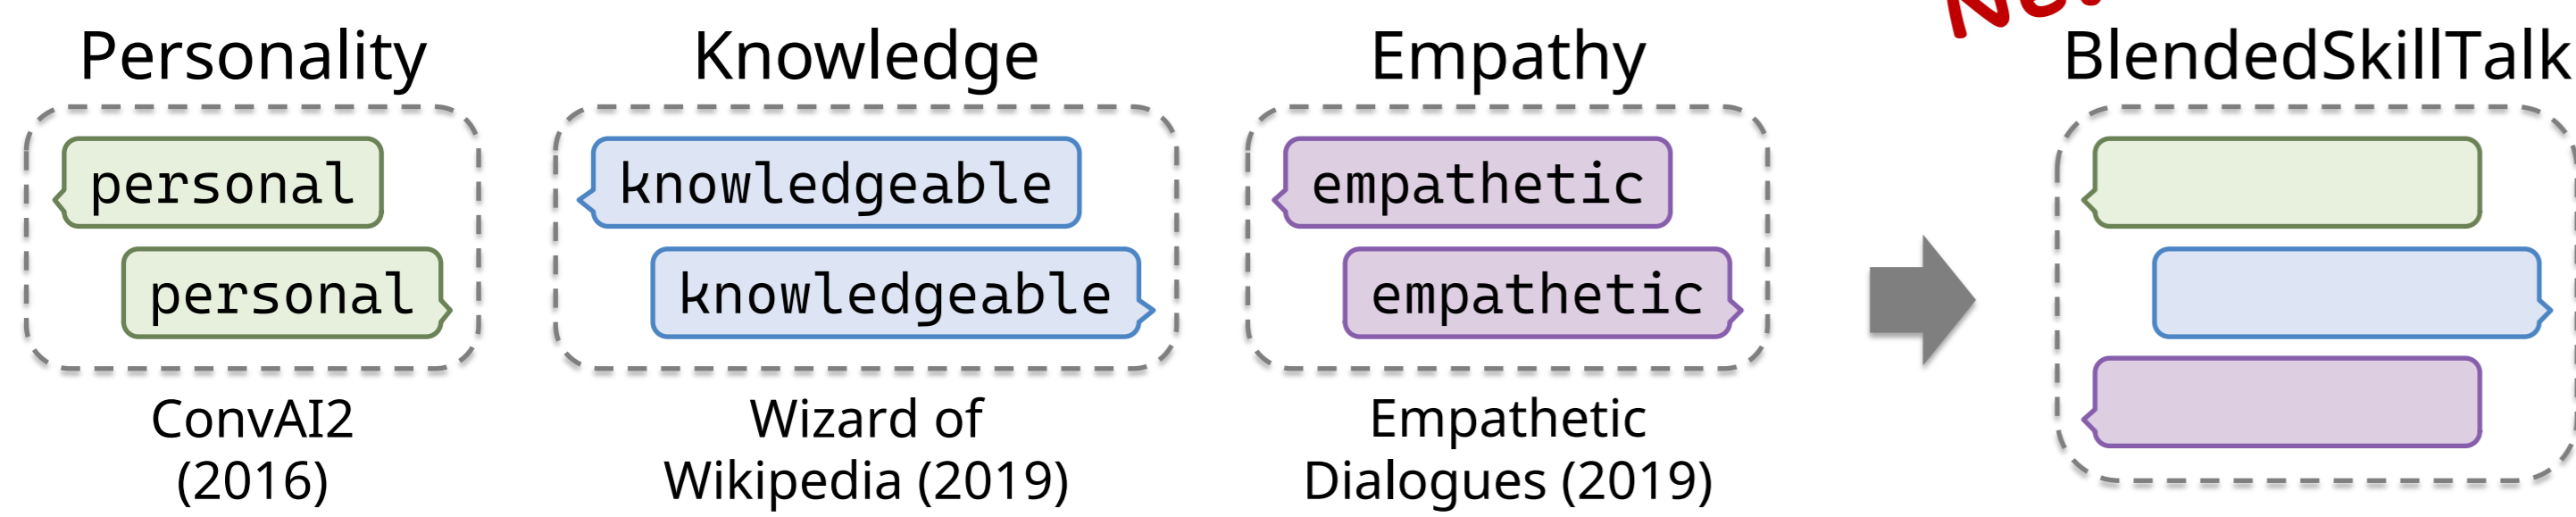 Personality
personal
personal
ConvAI2
(2016)
Knowledge
knowledgeable
knowledgeable
Wizard of
Wikipedia (2019)
Empathy
empathetic
empathetic
Empathetic
Dialogues (2019)
BlendedSkillTalk